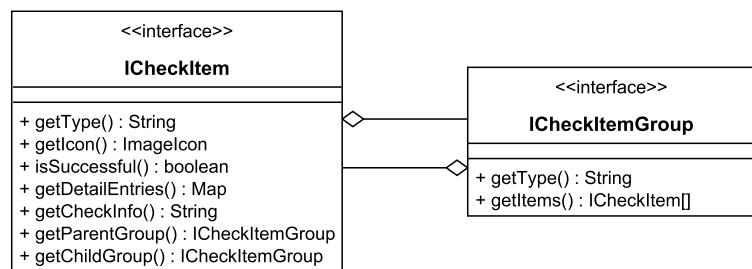 <<interface>>
ICheckItem
+ getType() : String
+ getIcon() : ImageIcon
+ isSuccessful() : boolean
+ getDetailEntries() : Map
+ getCheckInfo() : String
+ getParentGroup() : ICheckItemGroup
+ getChildGroup() : ICheckItemGroup
<<interface>>
ICheckItemGroup
+ getType() : String
+ getItems() : ICheckItem[]